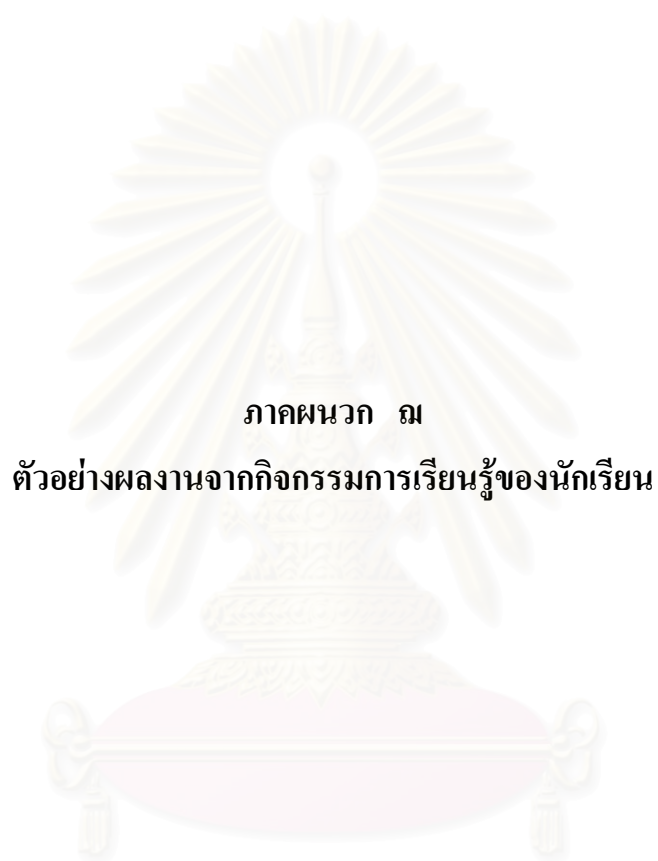 ภาคผนวก ฌ
ตัวอย่างผลงานจากกิจกรรมการเรียนรู้ของนักเรียน